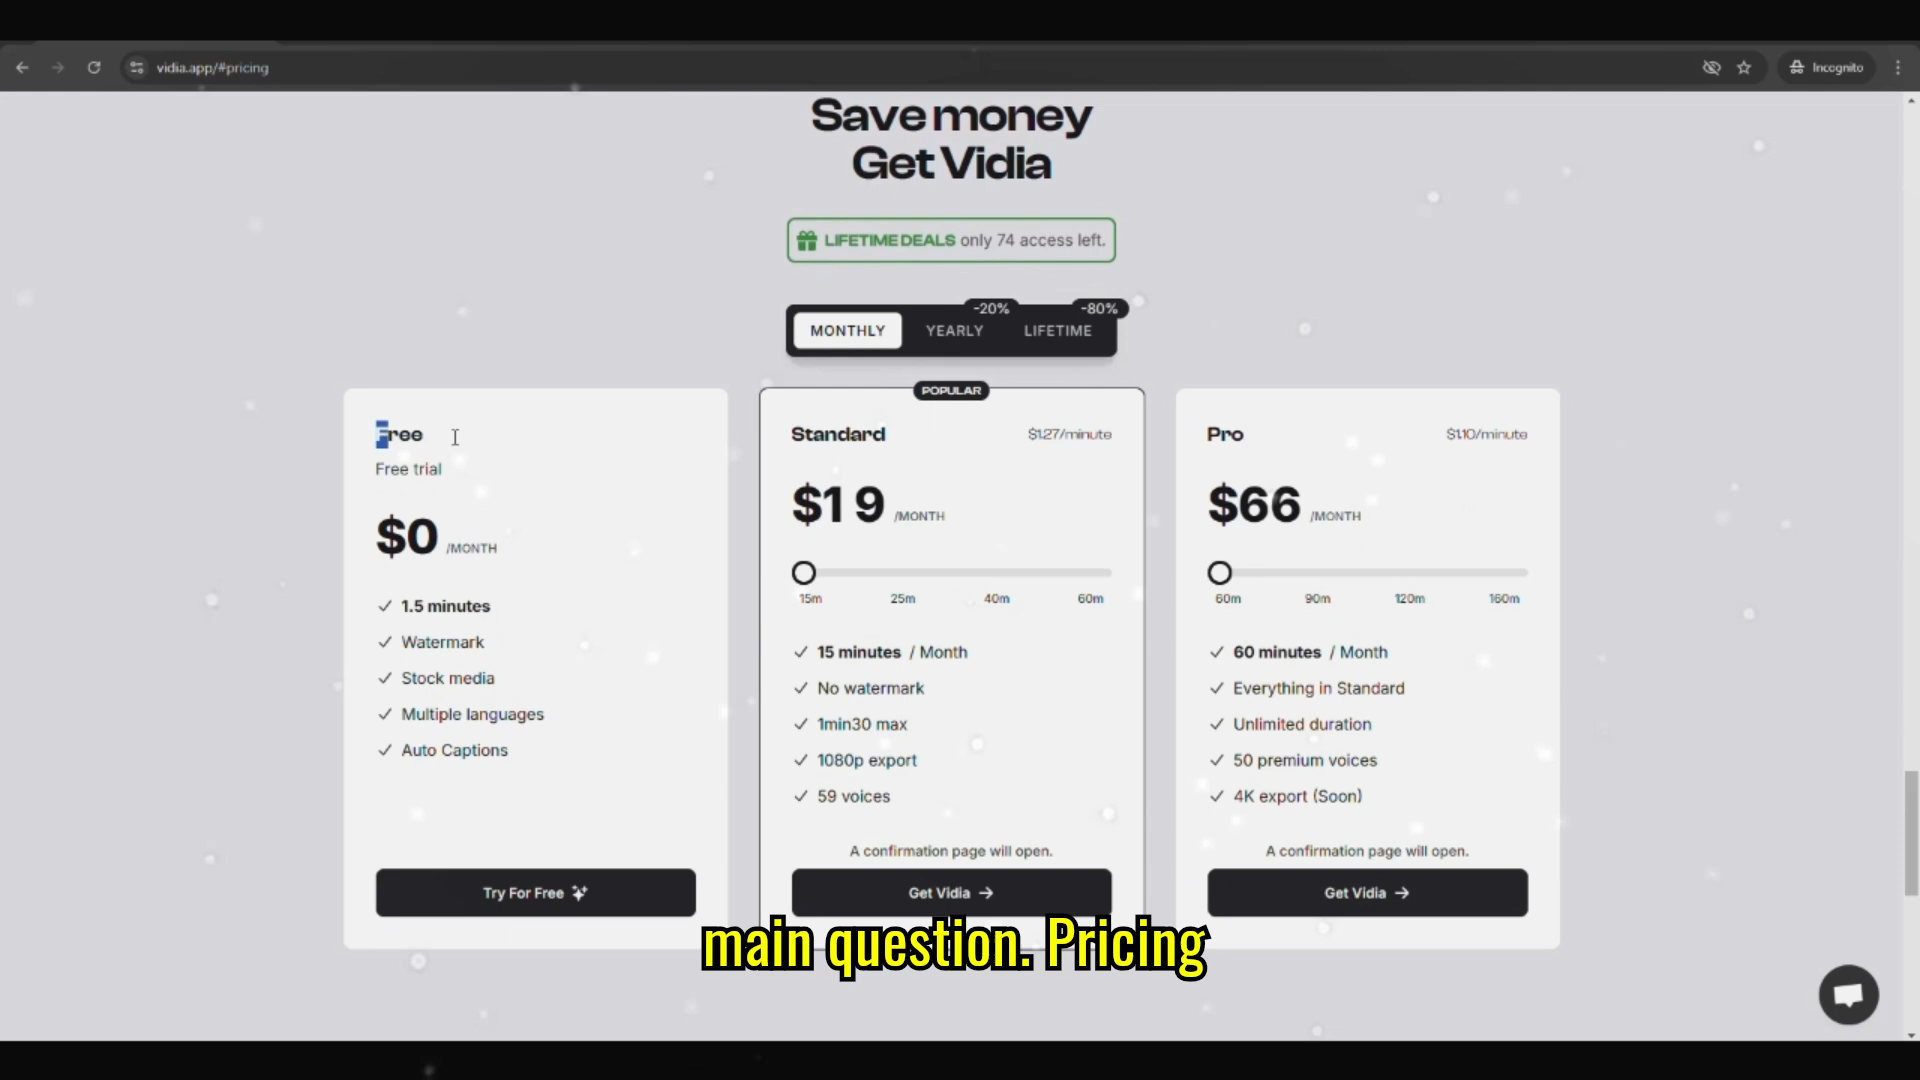 vidia.app/#pricing
Incognito
Save money
Get Vidia
LIFETIME DEALS only 74 access left.
-20%
-80%
MONTHLY
YEARLY
LIFETIME
Free
Free trial
$0 /MONTH
1.5 minutes
Watermark
Stock media
Multiple languages
Auto Captions
Try For Free
POPULAR
Standard
$1.27/minute
$19 /MONTH
15m 25m 40m 60m
15 minutes / Month
No watermark
1min30 max
1080p export
59 voices
A confirmation page will open.
Get Vidia →
Pro
$1.10/minute
$66 /MONTH
60m 90m 120m 160m
60 minutes / Month
Everything in Standard
Unlimited duration
50 premium voices
4K export (Soon)
A confirmation page will open.
Get Vidia →
main question. Pricing